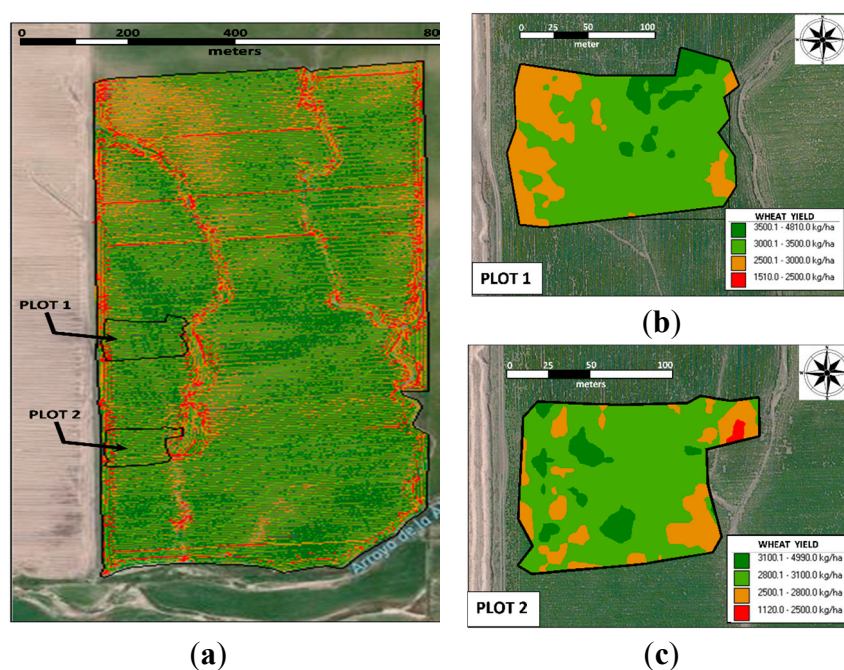 0 200 400 80
meters
PLOT 1
PLOT 2
Arroyo de la A
(a)
0 25 50 100
meter
WHEAT YIELD
3500.1 - 4810.0 kg/ha
3000.1 - 3500.0 kg/ha
2500.1 - 3000.0 kg/ha
1510.0 - 2500.0 kg/ha
PLOT 1
(b)
0 25 50 100
meters
WHEAT YIELD
3100.1 - 4990.0 kg/ha
2800.1 - 3100.0 kg/ha
2500.1 - 2800.0 kg/ha
1120.0 - 2500.0 kg/ha
PLOT 2
(c)